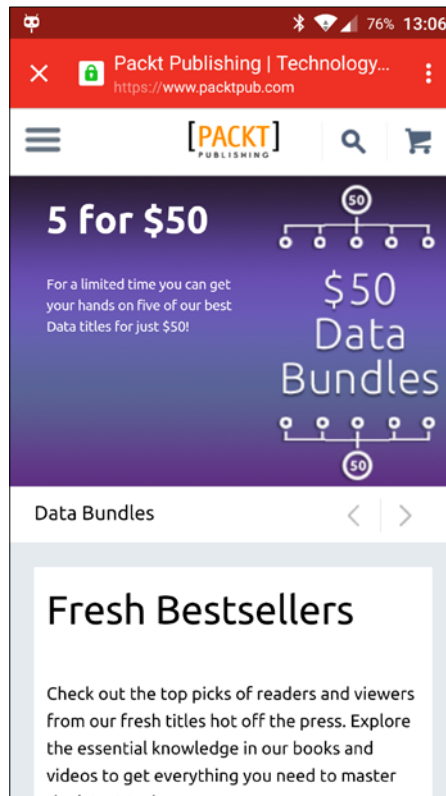 76% 13:06
Packt Publishing | Technology...
https://www.packtpub.com
[PACKT]
PUBLISHING
5 for $50
For a limited time you can get
your hands on five of our best
Data titles for just $50!
50
$50
Data
Bundles
50
Data Bundles
Fresh Bestsellers
Check out the top picks of readers and viewers
from our fresh titles hot off the press. Explore
the essential knowledge in our books and
videos to get everything you need to master